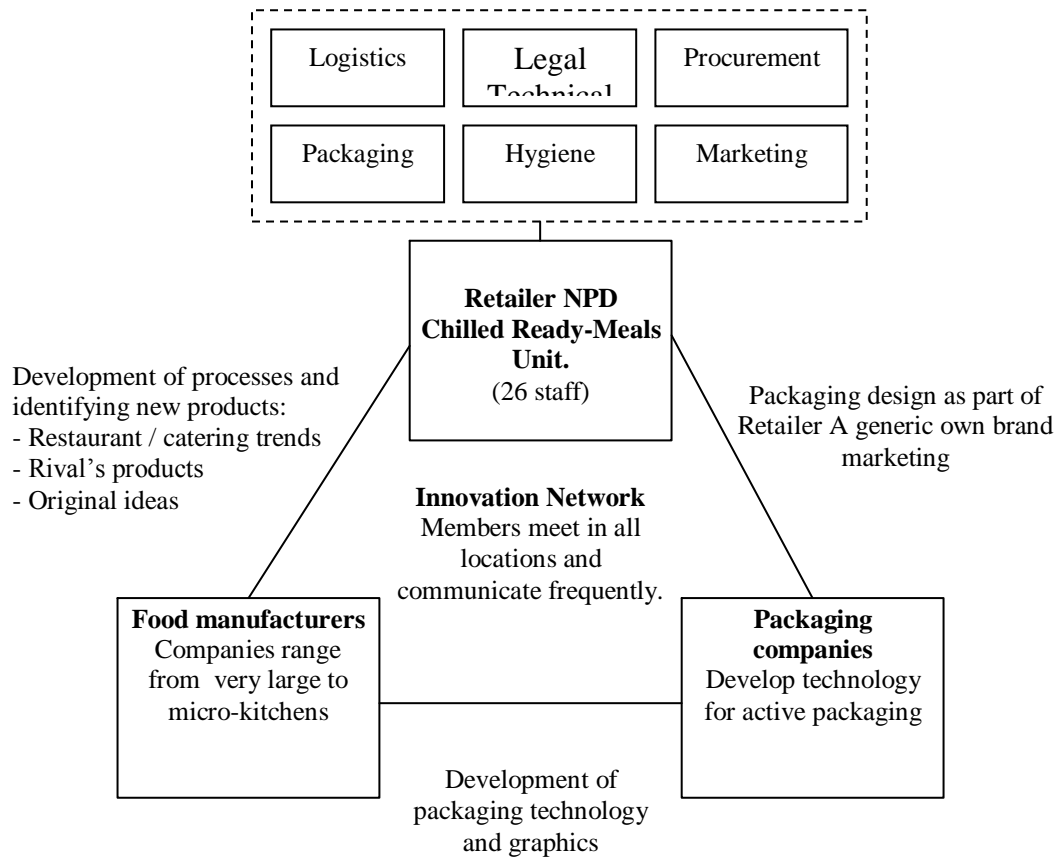 Logistics
Legal
Technical
Procurement
Packaging
Hygiene
Marketing
Retailer NPD
Chilled Ready-Meals
Unit.
(26 staff)
Development of processes and
identifying new products:
- Restaurant / catering trends
- Rival's products
- Original ideas
Packaging design as part of
Retailer A generic own brand
marketing
Innovation Network
Members meet in all
locations and
communicate frequently.
Food manufacturers
Companies range
from very large to
micro-kitchens
Packaging
companies
Develop technology
for active packaging
Development of
packaging technology
and graphics